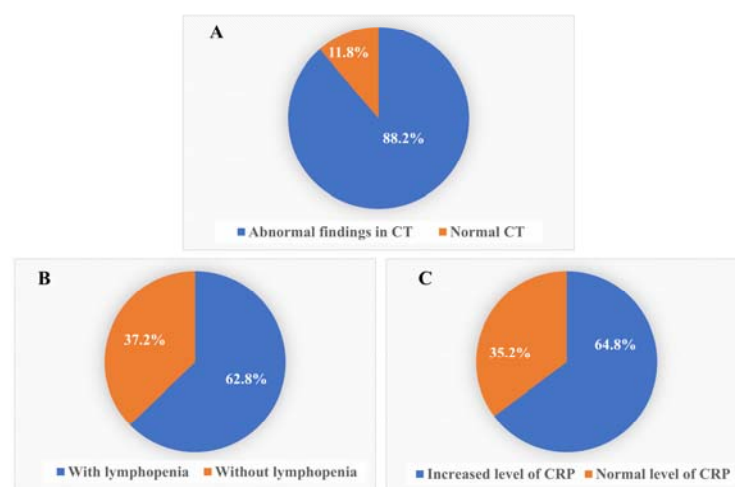 A
11.8%
88.2%
Abnormal findings in CT Normal CT
B
37.2%
62.8%
With lymphopenia Without lymphopenia
C
35.2%
64.8%
Increased level of CRP Normal level of CRP